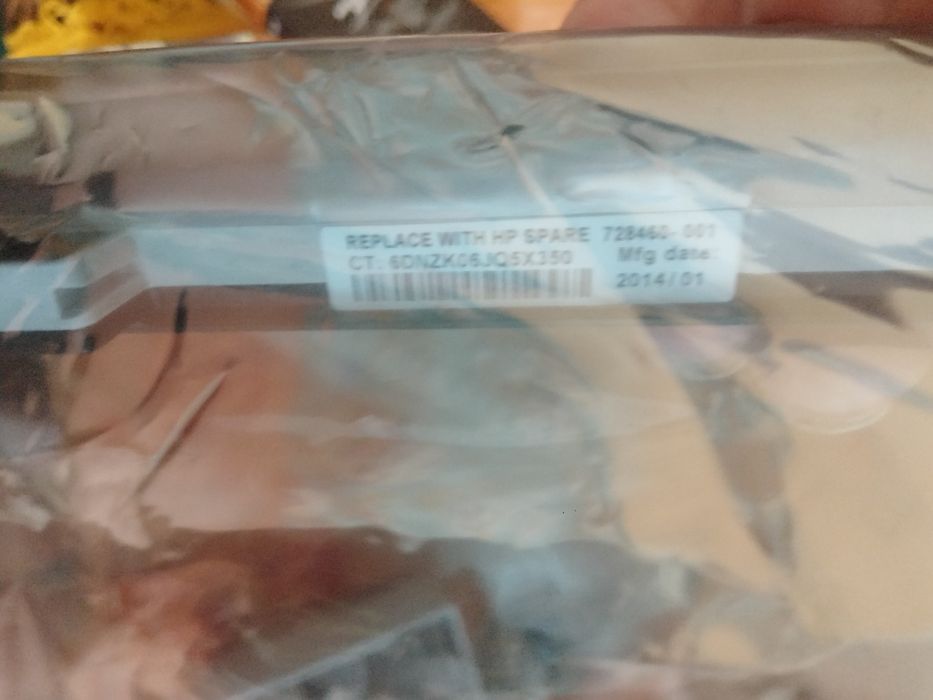 REPLACE WITH HP SPARE 728460-001
CT: 6DNZK06JQ5X350 Mfg date:
2014/01